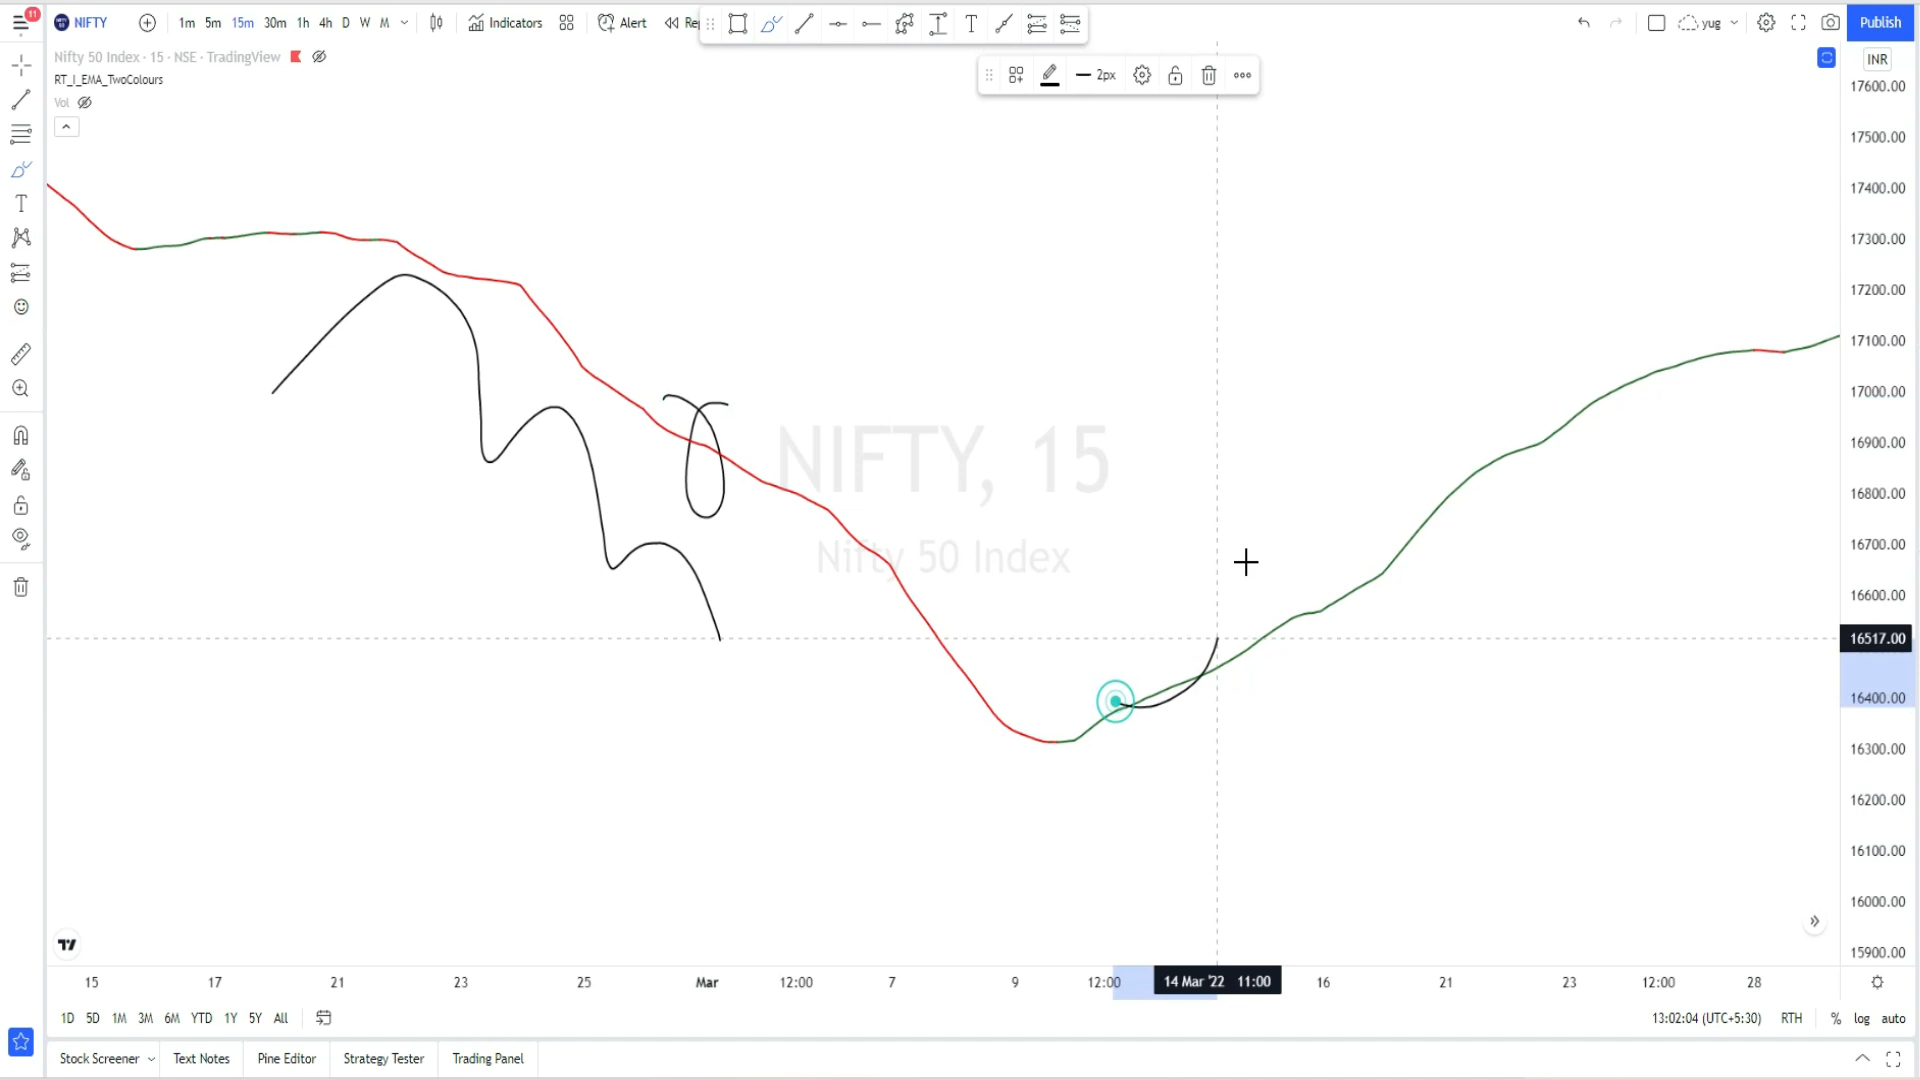 11
NIFTY
1m 5m 15m 30m 1h 4h D W M
Indicators
Alert
Rep
yug
Publish
Nifty 50 Index · 15 · NSE · TradingView
RT_I_EMA_TwoColours
Vol
2px
INR
17600.00
17500.00
17400.00
17300.00
17200.00
17100.00
17000.00
16900.00
16800.00
16700.00
16600.00
16517.00
16400.00
16300.00
16200.00
16100.00
16000.00
15900.00
NIFTY, 15
Nifty 50 Index
15 17 21 23 25 Mar 12:00 7 9 12:00 14 Mar '22 11:00 16 21 23 12:00 28
1D 5D 1M 3M 6M YTD 1Y 5Y All
13:02:04 (UTC+5:30) RTH % log auto
Stock Screener Text Notes Pine Editor Strategy Tester Trading Panel